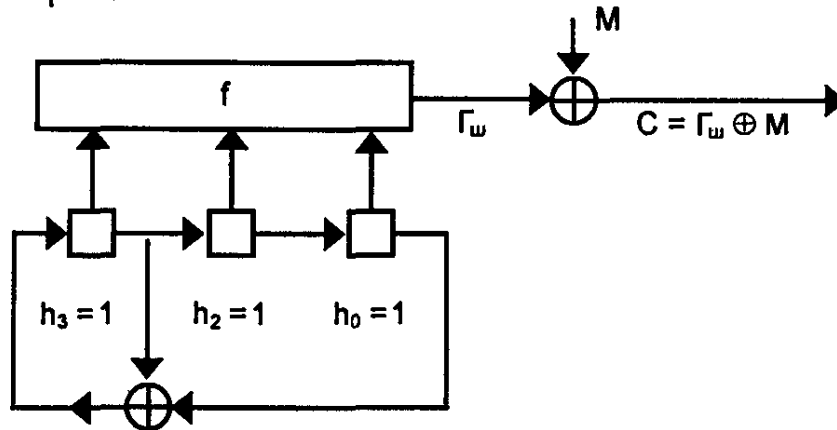 M
f
Γш
C = Γш ⊕ M
h₃ = 1
h₂ = 1
h₀ = 1